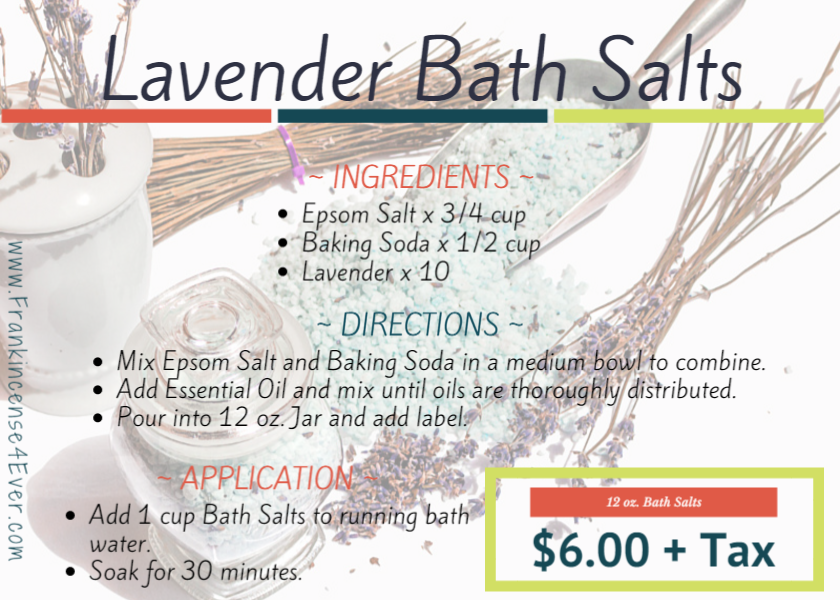 Lavender Bath Salts
~ INGREDIENTS ~
• Epsom Salt x 3/4 cup
• Baking Soda x 1/2 cup
• Lavender x 10
~ DIRECTIONS ~
• Mix Epsom Salt and Baking Soda in a medium bowl to combine.
• Add Essential Oil and mix until oils are thoroughly distributed.
• Pour into 12 oz. Jar and add label.
~ APPLICATION ~
• Add 1 cup Bath Salts to running bath
water.
• Soak for 30 minutes.
12 oz. Bath Salts
$6.00 + Tax
www.Frankincense4Ever.com